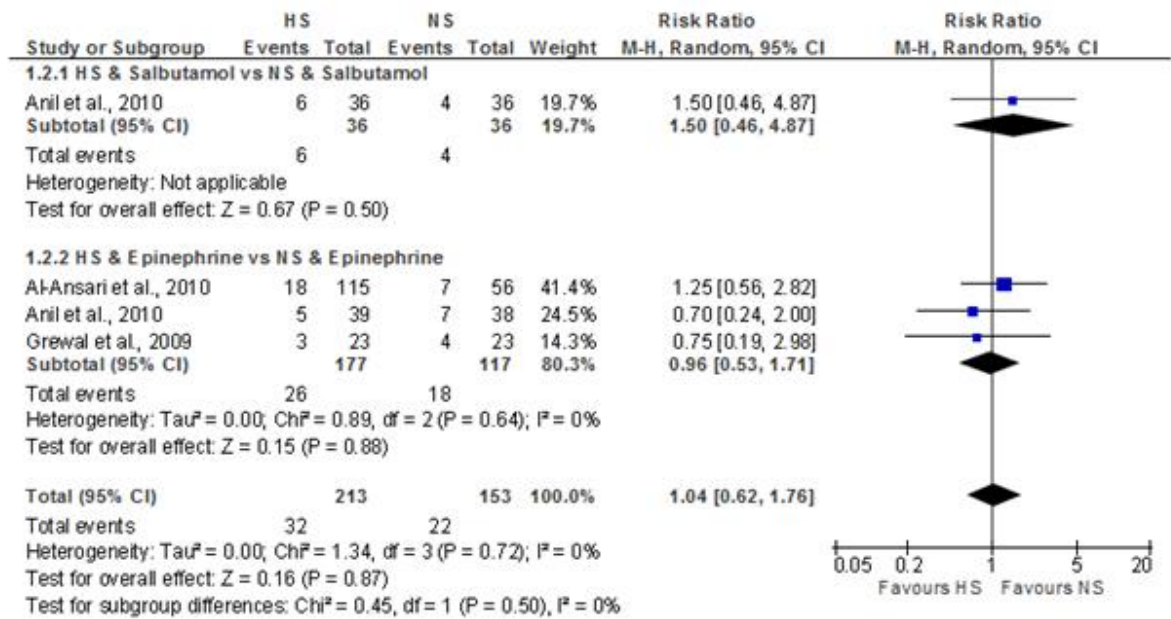 HS NS Risk Ratio Risk Ratio
Study or Subgroup Events Total Events Total Weight M-H, Random, 95% CI M-H, Random, 95% CI
1.2.1 HS & Salbutamol vs NS & Salbutamol
Anil et al., 2010 6 36 4 36 19.7% 1.50 [0.46, 4.87]
Subtotal (95% CI) 36 36 19.7% 1.50 [0.46, 4.87]
Total events 6 4
Heterogeneity: Not applicable
Test for overall effect: Z = 0.67 (P = 0.50)
1.2.2 HS & Epinephrine vs NS & Epinephrine
Al-Ansari et al., 2010 18 115 7 56 41.4% 1.25 [0.56, 2.82]
Anil et al., 2010 5 39 7 38 24.5% 0.70 [0.24, 2.00]
Grewal et al., 2009 3 23 4 23 14.3% 0.75 [0.19, 2.98]
Subtotal (95% CI) 177 117 80.3% 0.96 [0.53, 1.71]
Total events 26 18
Heterogeneity: Tau² = 0.00; Chi² = 0.89, df = 2 (P = 0.64); I² = 0%
Test for overall effect: Z = 0.15 (P = 0.88)
Total (95% CI) 213 153 100.0% 1.04 [0.62, 1.76]
Total events 32 22
Heterogeneity: Tau² = 0.00; Chi² = 1.34, df = 3 (P = 0.72); I² = 0%
Test for overall effect: Z = 0.16 (P = 0.87)
Test for subgroup differences: Chi² = 0.45, df = 1 (P = 0.50), I² = 0%
0.05 0.2 1 5 20
Favours HS Favours NS